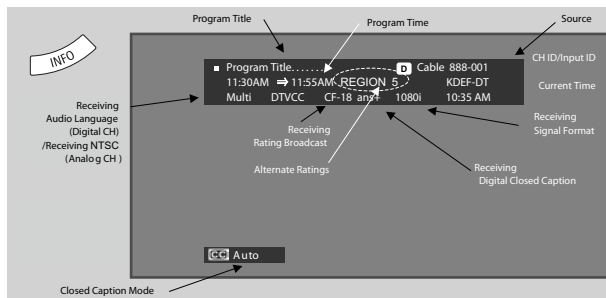 Program Title
Program Time
Source
INFO
■ Program Title...... D Cable 888-001
CH ID/Input ID
11:30AM ⇒ 11:55AM REGION 5 KDEF-DT
Current Time
Multi DTVCC CF-18 ans+ 1080i 10:35 AM
Receiving
Audio Language
(Digital CH)
/Receiving NTSC
(Analog CH )
Receiving
Rating Broadcast
Receiving
Signal Format
Alternate Ratings
Receiving
Digital Closed Caption
CC Auto
Closed Caption Mode